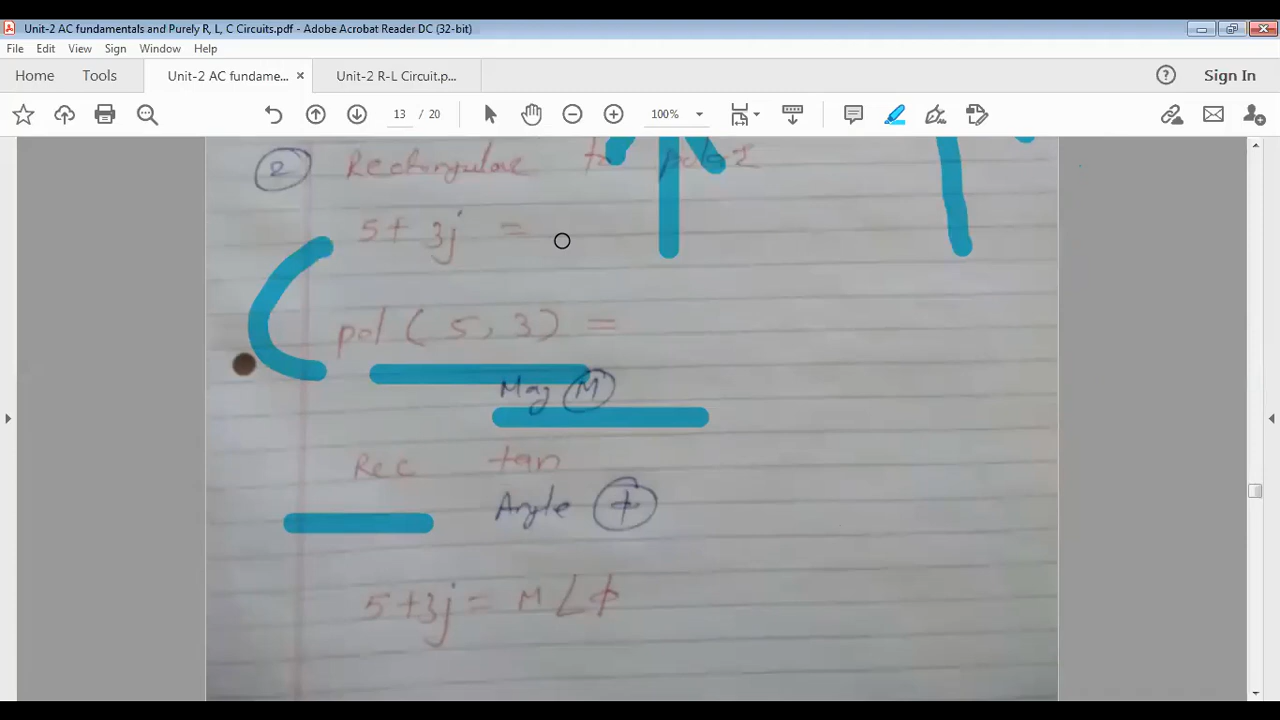 Unit-2 AC fundamentals and Purely R, L, C Circuits.pdf - Adobe Acrobat Reader DC (32-bit)
File Edit View Sign Window Help
Home Tools Unit-2 AC fundame... × Unit-2 R-L Circuit.p... Sign In
13 / 20 100%
2 Rectangular to polar
5+ 3j =
pol ( 5, 3) =
Mag M
Rec tan
Angle ϕ
5+3j = M ∠ ϕ